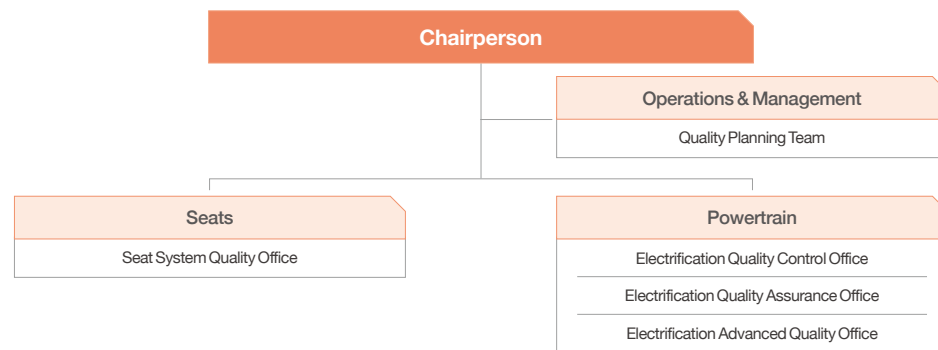 Chairperson
Operations & Management
Quality Planning Team
Seats
Seat System Quality Office
Powertrain
Electrification Quality Control Office
Electrification Quality Assurance Office
Electrification Advanced Quality Office